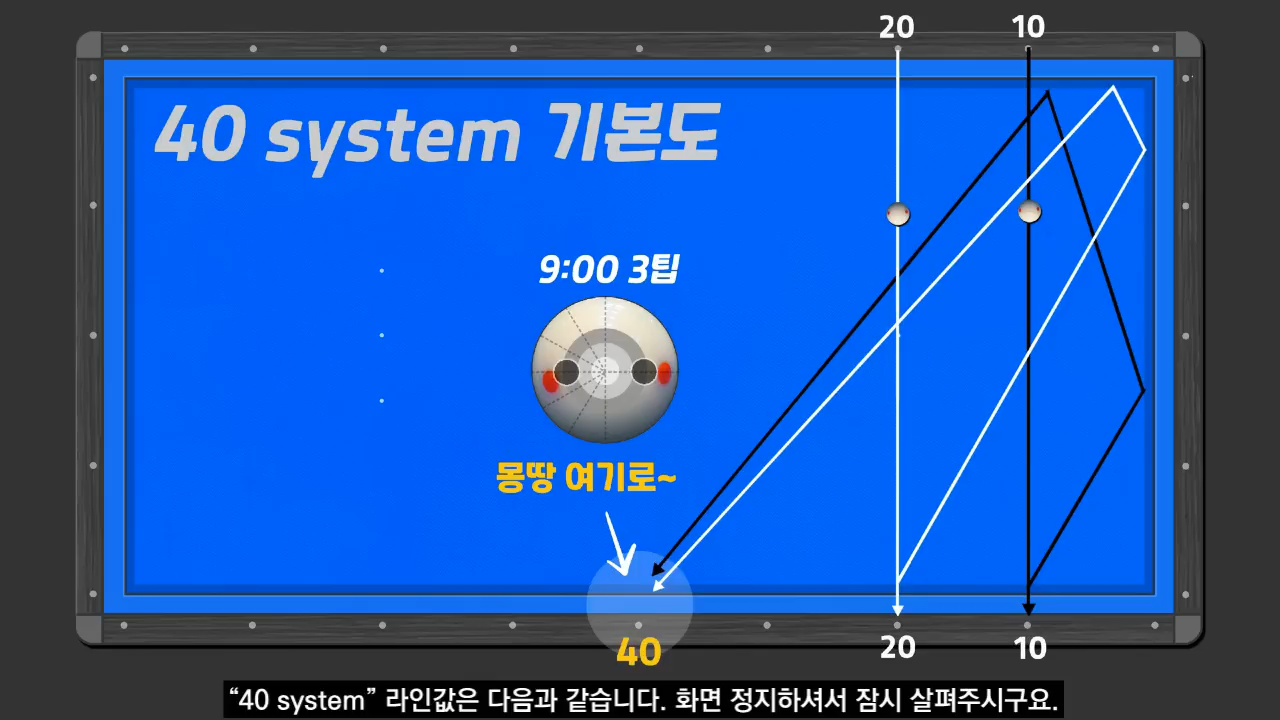 20
10
40 system 기본도
9:00 3팁
몽땅 여기로~
40
20
10
“40 system” 라인값은 다음과 같습니다. 화면 정지하셔서 잠시 살펴주시구요.